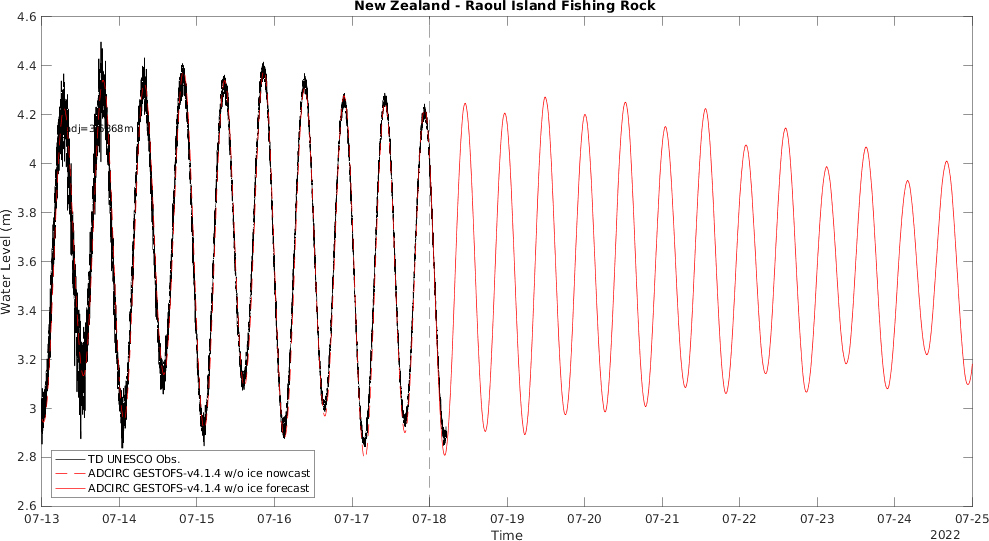 New Zealand - Raoul Island Fishing Rock
Water Level (m)
4.6
4.4
4.2
4
3.8
3.6
3.4
3.2
3
2.8
2.6
TD UNESCO Obs.
ADCIRC GESTOFS-v4.1.4 w/o ice nowcast
ADCIRC GESTOFS-v4.1.4 w/o ice forecast
07-13 07-14 07-15 07-16 07-17 07-18 07-19 07-20 07-21 07-22 07-23 07-24 07-25
Time
2022